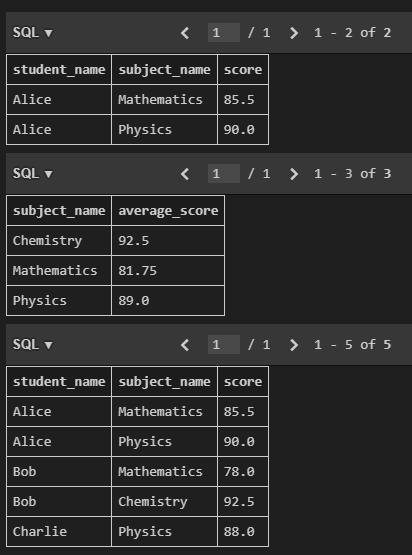 SQL ▼ < 1 / 1 > 1 - 2 of 2
student_name subject_name score
Alice Mathematics 85.5
Alice Physics 90.0
SQL ▼ < 1 / 1 > 1 - 3 of 3
subject_name average_score
Chemistry 92.5
Mathematics 81.75
Physics 89.0
SQL ▼ < 1 / 1 > 1 - 5 of 5
student_name subject_name score
Alice Mathematics 85.5
Alice Physics 90.0
Bob Mathematics 78.0
Bob Chemistry 92.5
Charlie Physics 88.0